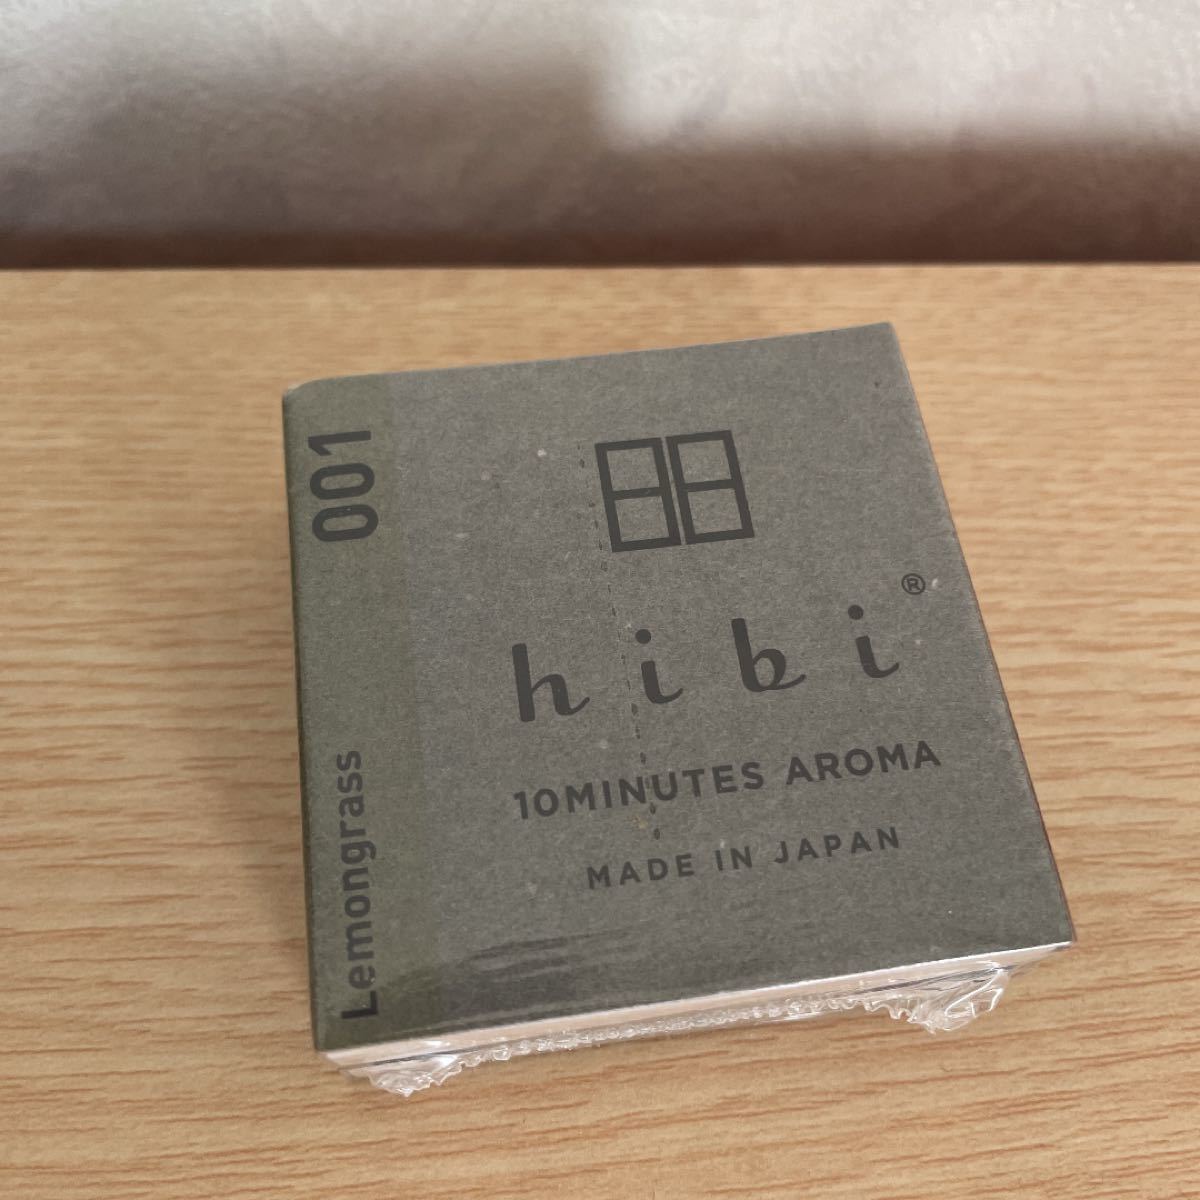 001
Lemongrass
hibi®
10MINUTES AROMA
MADE IN JAPAN